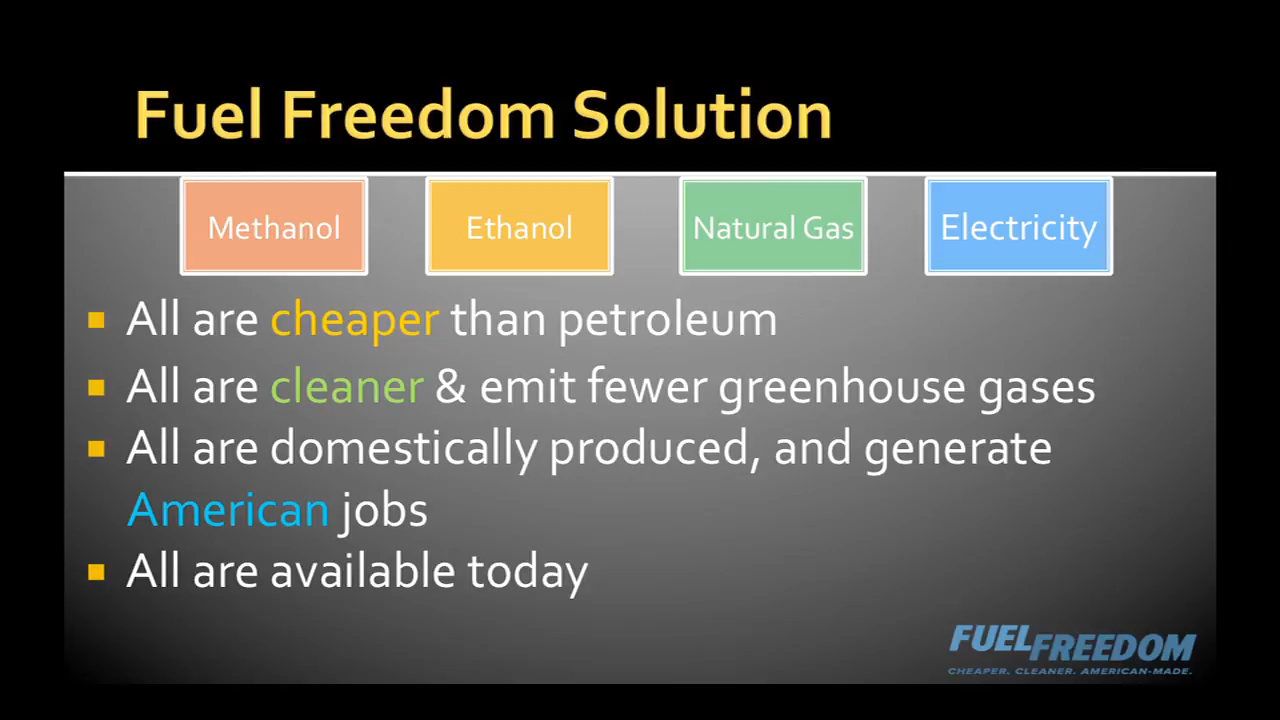 Fuel Freedom Solution
Methanol
Ethanol
Natural Gas
Electricity
All are cheaper than petroleum
All are cleaner & emit fewer greenhouse gases
All are domestically produced, and generate
American jobs
All are available today
FUELFREEDOM
CHEAPER. CLEANER. AMERICAN-MADE.